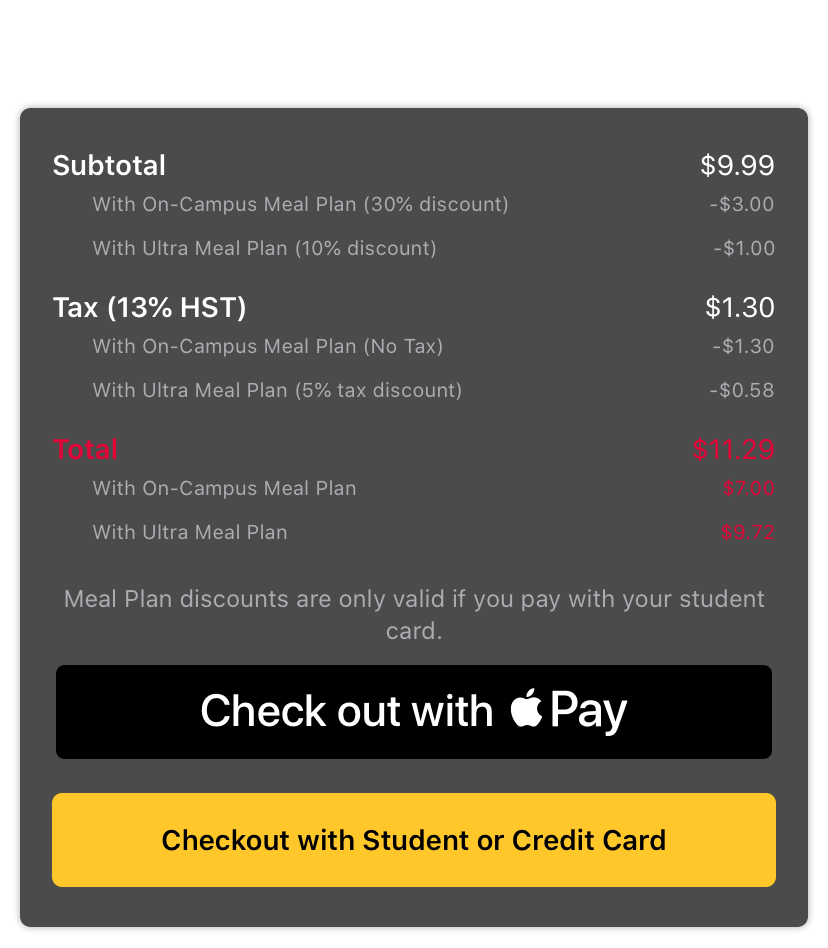 Subtotal $9.99
With On-Campus Meal Plan (30% discount) -$3.00
With Ultra Meal Plan (10% discount) -$1.00
Tax (13% HST) $1.30
With On-Campus Meal Plan (No Tax) -$1.30
With Ultra Meal Plan (5% tax discount) -$0.58
Total $11.29
With On-Campus Meal Plan $7.00
With Ultra Meal Plan $9.72
Meal Plan discounts are only valid if you pay with your student
card.
Check out with Pay
Checkout with Student or Credit Card